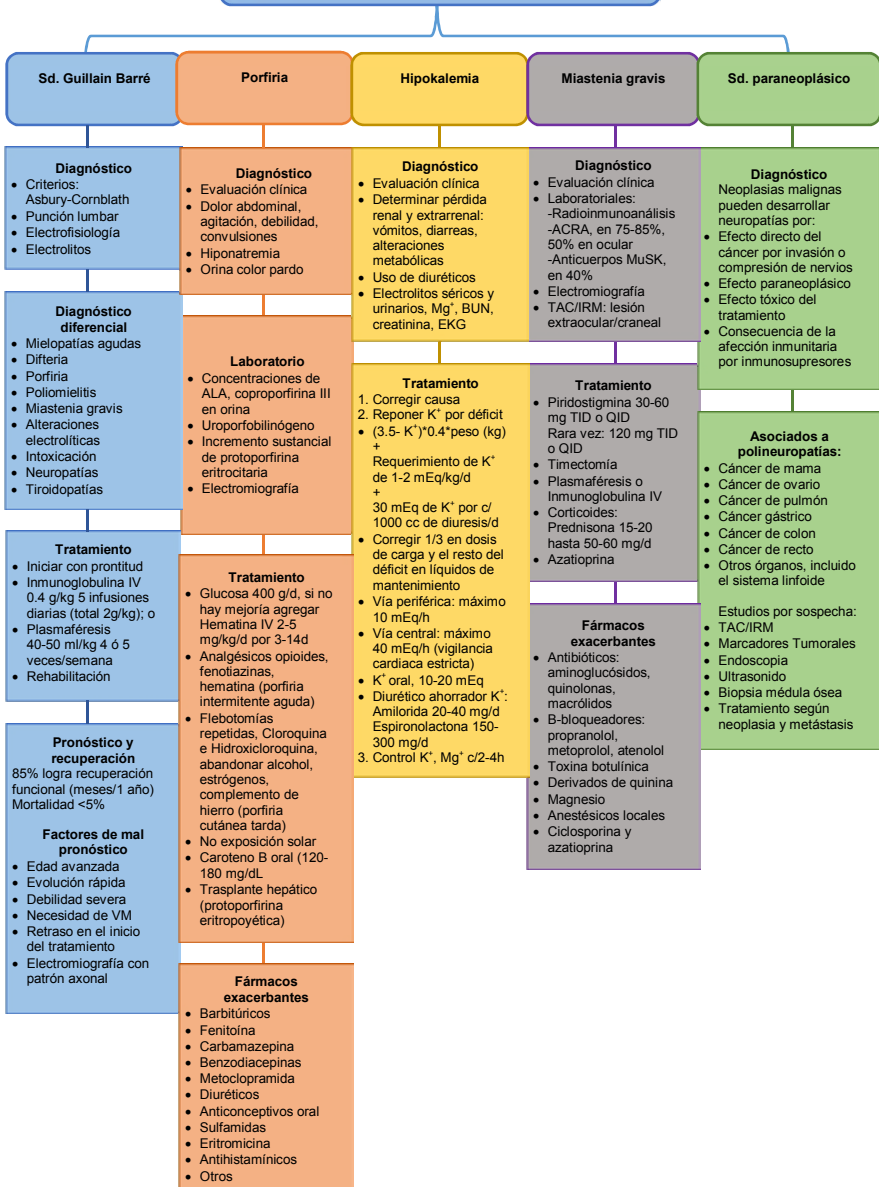 Sd. Guillain Barré
Diagnóstico
• Criterios:
Asbury-Cornblath
• Punción lumbar
• Electrofisiología
• Electrolitos
Diagnóstico
diferencial
• Mielopatías agudas
• Difteria
• Porfiria
• Poliomielitis
• Miastenia gravis
• Alteraciones
electrolíticas
• Intoxicación
• Neuropatías
• Tiroidopatías
Tratamiento
• Iniciar con prontitud
• Inmunoglobulina IV
0.4 g/kg 5 infusiones
diarias (total 2g/kg); o
• Plasmaféresis
40-50 ml/kg 4 ó 5
veces/semana
• Rehabilitación
Pronóstico y
recuperación
85% logra recuperación
funcional (meses/1 año)
Mortalidad <5%
Factores de mal
pronóstico
• Edad avanzada
• Evolución rápida
• Debilidad severa
• Necesidad de VM
• Retraso en el inicio
del tratamiento
• Electromiografía con
patrón axonal
Porfiria
Diagnóstico
• Evaluación clínica
• Dolor abdominal,
agitación, debilidad,
convulsiones
• Hiponatremia
• Orina color pardo
Laboratorio
• Concentraciones de
ALA, coproporfirina III
en orina
• Uroporfobilinógeno
• Incremento sustancial
de protoporfirina
eritrocitaria
• Electromiografía
Tratamiento
• Glucosa 400 g/d, si no
hay mejoría agregar
Hematina IV 2-5
mg/kg/d por 3-14d
• Analgésicos opioides,
fenotiazinas,
hematina (porfiria
intermitente aguda)
• Flebotomías
repetidas, Cloroquina
e Hidroxicloroquina,
abandonar alcohol,
estrógenos,
complemento de
hierro (porfiria
cutánea tarda)
• No exposición solar
• Caroteno B oral (120-
180 mg/dL
• Trasplante hepático
(protoporfirina
eritropoyética)
Fármacos
exacerbantes
• Barbitúricos
• Fenitoína
• Carbamazepina
• Benzodiacepinas
• Metoclopramida
• Diuréticos
• Anticonceptivos oral
• Sulfamidas
• Eritromicina
• Antihistamínicos
• Otros
Hipokalemia
Diagnóstico
• Evaluación clínica
• Determinar pérdida
renal y extrarrenal:
vómitos, diarreas,
alteraciones
metabólicas
• Uso de diuréticos
• Electrolitos séricos y
urinarios, Mg⁺, BUN,
creatinina, EKG
Tratamiento
1. Corregir causa
2. Reponer K⁺ por déficit
• (3.5- K⁺)*0.4*peso (kg)
+
Requerimiento de K⁺
de 1-2 mEq/kg/d
+
30 mEq de K⁺ por c/
1000 cc de diuresis/d
• Corregir 1/3 en dosis
de carga y el resto del
déficit en líquidos de
mantenimiento
• Vía periférica: máximo
10 mEq/h
• Vía central: máximo
40 mEq/h (vigilancia
cardiaca estricta)
• K⁺ oral, 10-20 mEq
• Diurético ahorrador K⁺:
Amilorida 20-40 mg/d
Espironolactona 150-
300 mg/d
3. Control K⁺, Mg⁺ c/2-4h
Miastenia gravis
Diagnóstico
• Evaluación clínica
• Laboratoriales:
-Radioinmunoanálisis
-ACRA, en 75-85%,
50% en ocular
-Anticuerpos MuSK,
en 40%
• Electromiografía
• TAC/IRM: lesión
extraocular/craneal
Tratamiento
• Piridostigmina 30-60
mg TID o QID
Rara vez: 120 mg TID
o QID
• Timectomía
• Plasmaféresis o
Inmunoglobulina IV
• Corticoides:
Prednisona 15-20
hasta 50-60 mg/d
• Azatioprina
Fármacos
exacerbantes
• Antibióticos:
aminoglucósidos,
quinolonas,
macrólidos
• B-bloqueadores:
propranolol,
metoprolol, atenolol
• Toxina botulínica
• Derivados de quinina
• Magnesio
• Anestésicos locales
• Ciclosporina y
azatioprina
Sd. paraneoplásico
Diagnóstico
Neoplasias malignas
pueden desarrollar
neuropatías por:
• Efecto directo del
cáncer por invasión o
compresión de nervios
• Efecto paraneoplásico
• Efecto tóxico del
tratamiento
• Consecuencia de la
afección inmunitaria
por inmunosupresores
Asociados a
polineuropatías:
• Cáncer de mama
• Cáncer de ovario
• Cáncer de pulmón
• Cáncer gástrico
• Cáncer de colon
• Cáncer de recto
• Otros órganos, incluido
el sistema linfoide
Estudios por sospecha:
• TAC/IRM
• Marcadores Tumorales
• Endoscopia
• Ultrasonido
• Biopsia médula ósea
• Tratamiento según
neoplasia y metástasis